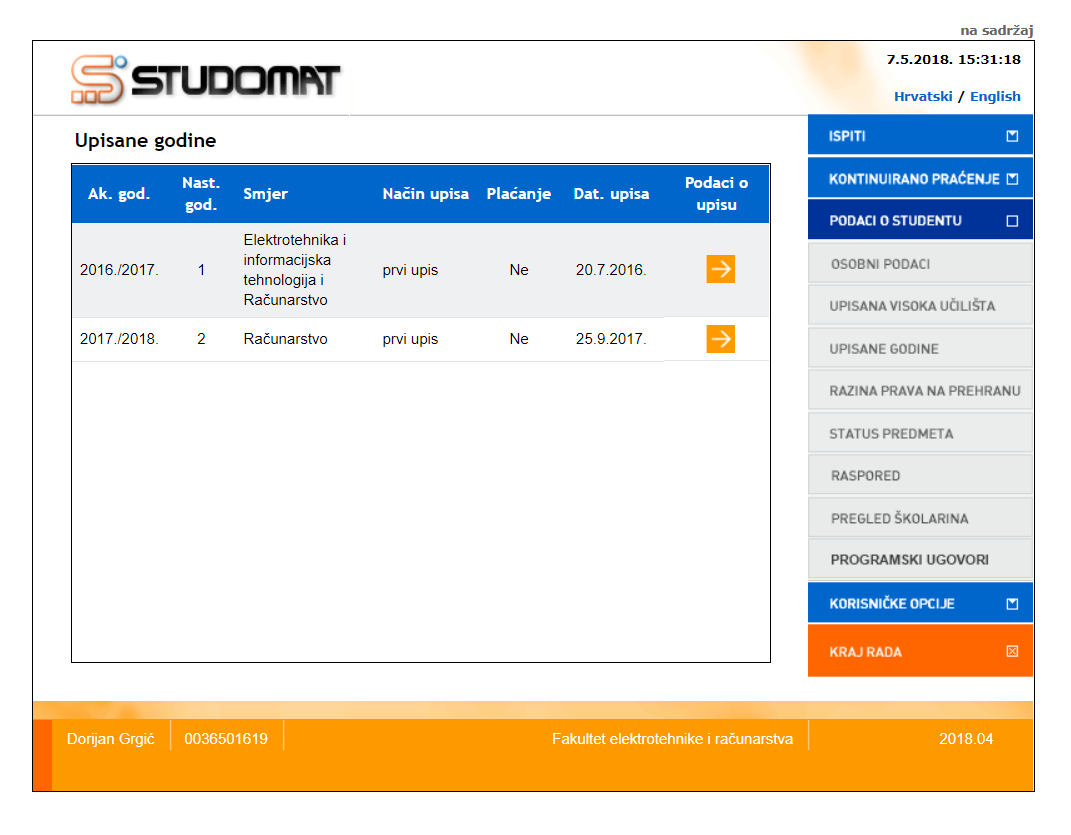 na sadržaj
STUDOMAT
7.5.2018. 15:31:18
Hrvatski / English
Upisane godine
Ak. god. Nast. god. Smjer Način upisa Plaćanje Dat. upisa Podaci o upisu
2016./2017. 1 Elektrotehnika i informacijska tehnologija i Računarstvo prvi upis Ne 20.7.2016.
2017./2018. 2 Računarstvo prvi upis Ne 25.9.2017.
ISPITI
KONTINUIRANO PRAĆENJE
PODACI O STUDENTU
OSOBNI PODACI
UPISANA VISOKA UČILIŠTA
UPISANE GODINE
RAZINA PRAVA NA PREHRANU
STATUS PREDMETA
RASPORED
PREGLED ŠKOLARINA
PROGRAMSKI UGOVORI
KORISNIČKE OPCIJE
KRAJ RADA
Dorijan Grgić 0036501619 Fakultet elektrotehnike i računarstva 2018.04